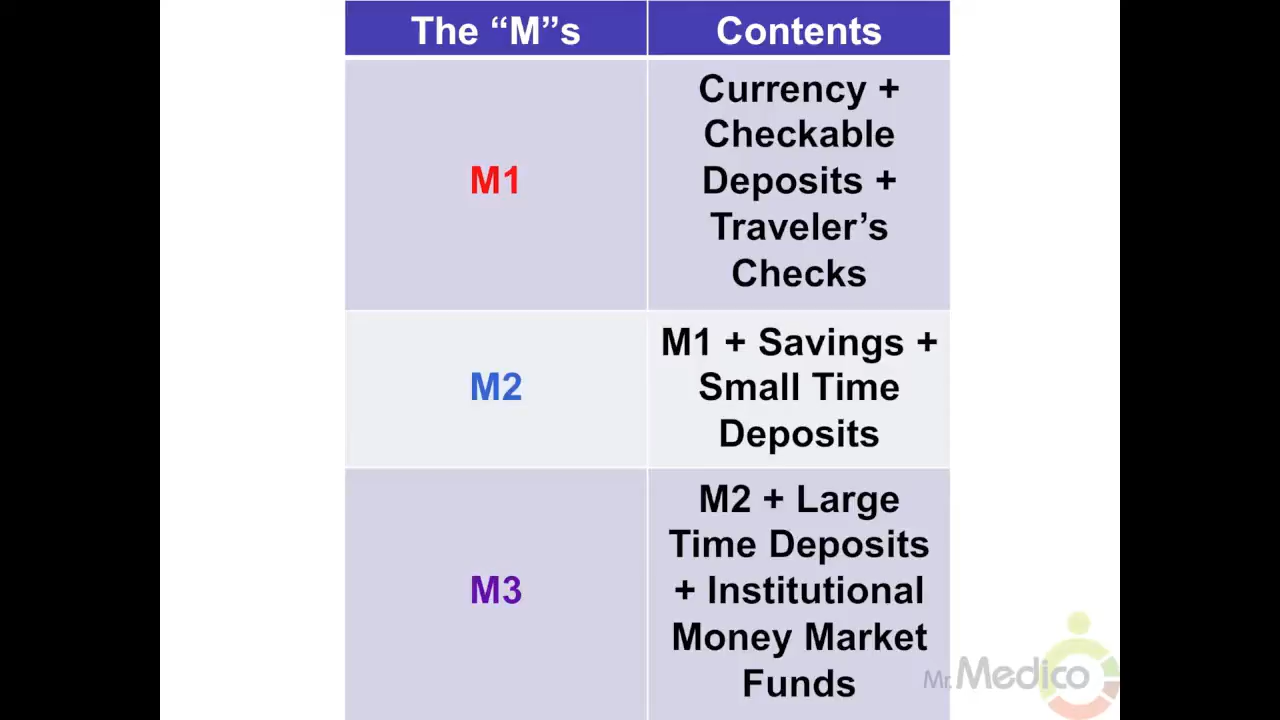 The “M”s
Contents
M1
Currency +
Checkable
Deposits +
Traveler’s
Checks
M2
M1 + Savings +
Small Time
Deposits
M3
M2 + Large
Time Deposits
+ Institutional
Money Market
Funds
Mr.Medico